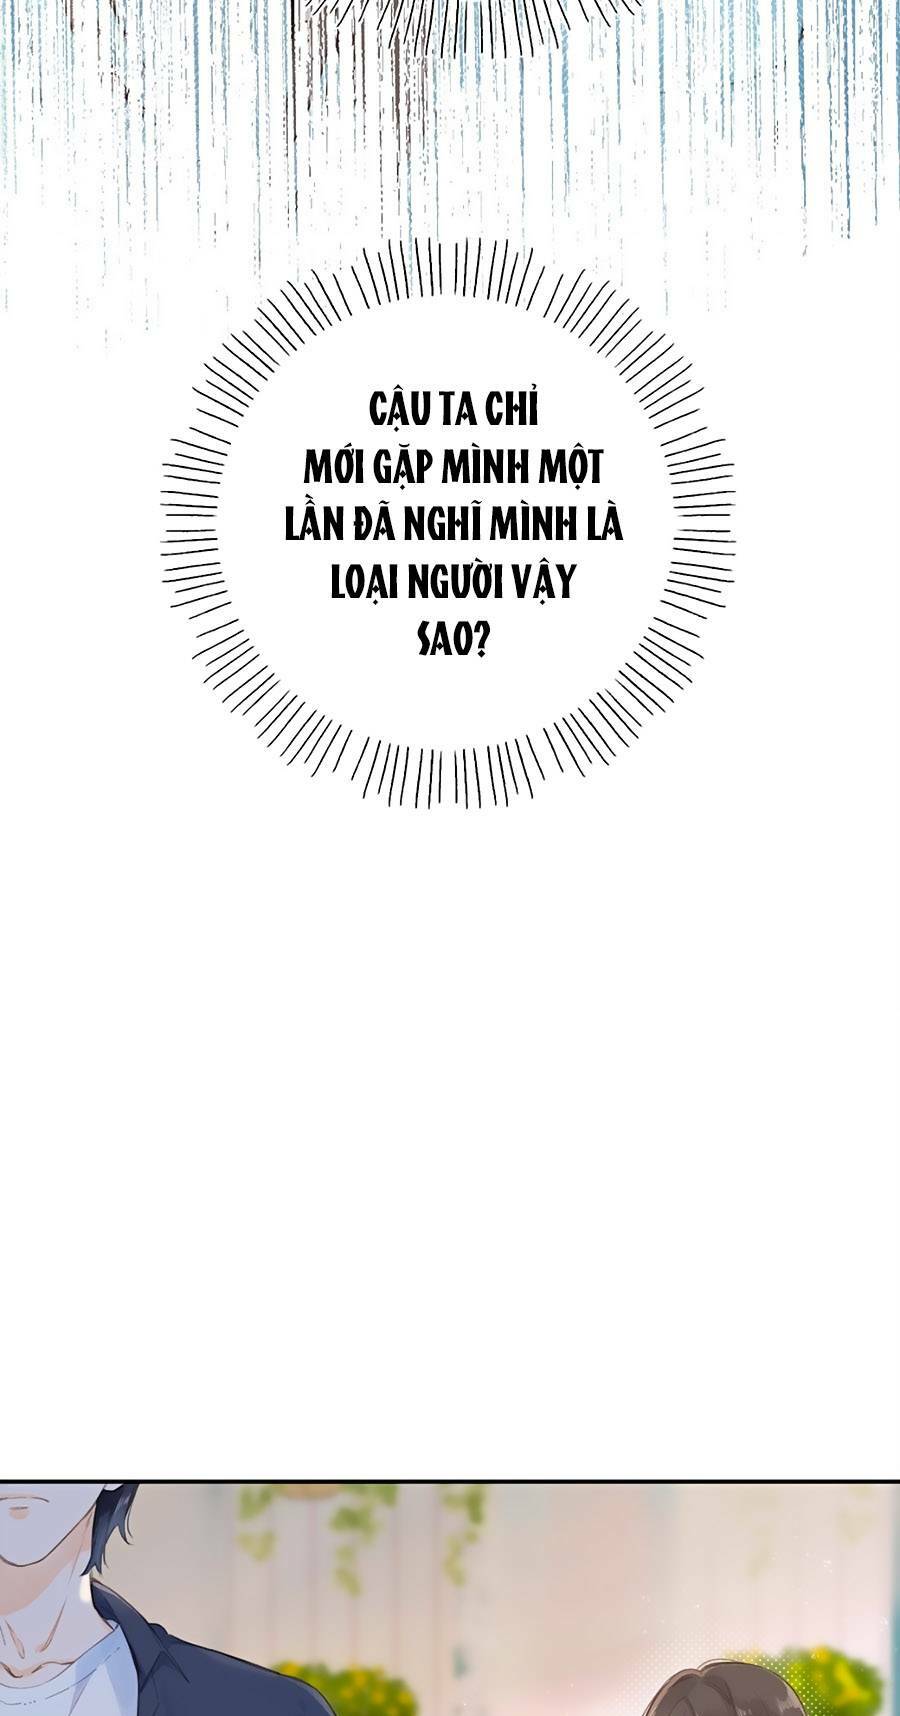 CẬU TA CHỈ
MỚI GẶP MÌNH MỘT
LẦN ĐÃ NGHĨ MÌNH LÀ
LOẠI NGƯỜI VẬY
SAO?